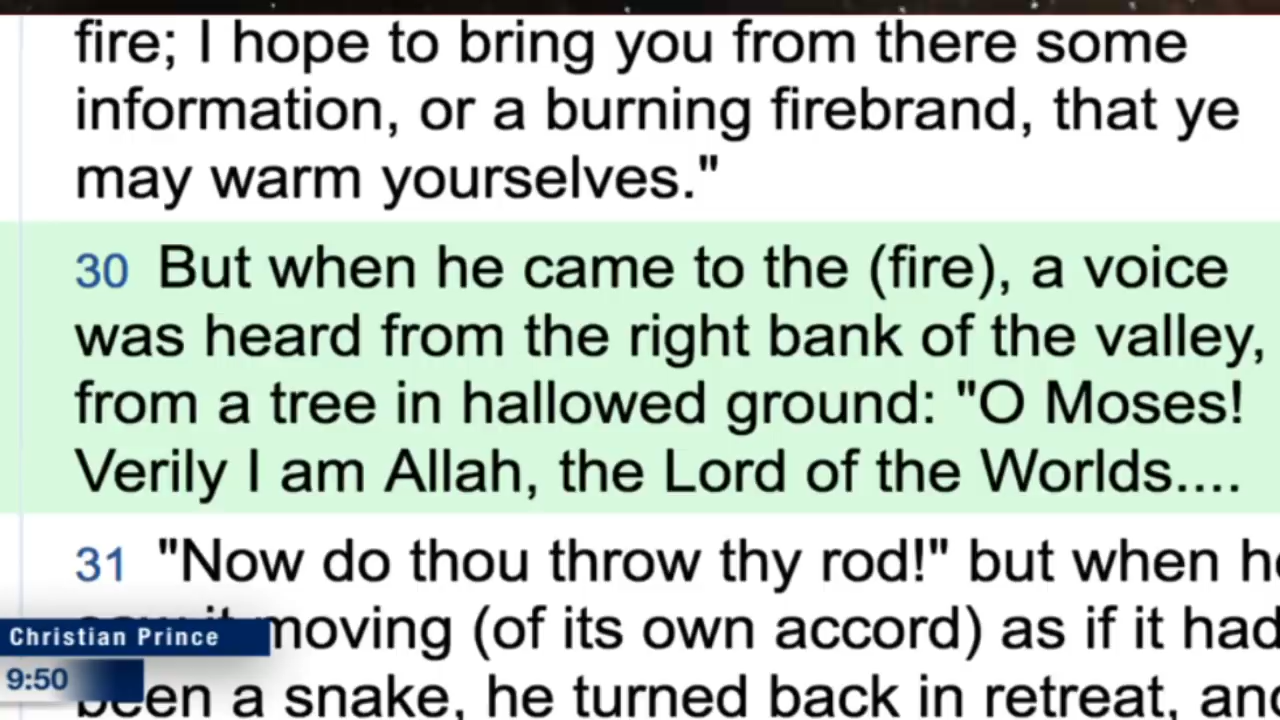 fire; I hope to bring you from there some
information, or a burning firebrand, that ye
may warm yourselves."
30 But when he came to the (fire), a voice
was heard from the right bank of the valley,
from a tree in hallowed ground: "O Moses!
Verily I am Allah, the Lord of the Worlds....
31 "Now do thou throw thy rod!" but when he
moving (of its own accord) as if it had
Christian Prince
9:50
been a snake, he turned back in retreat, and